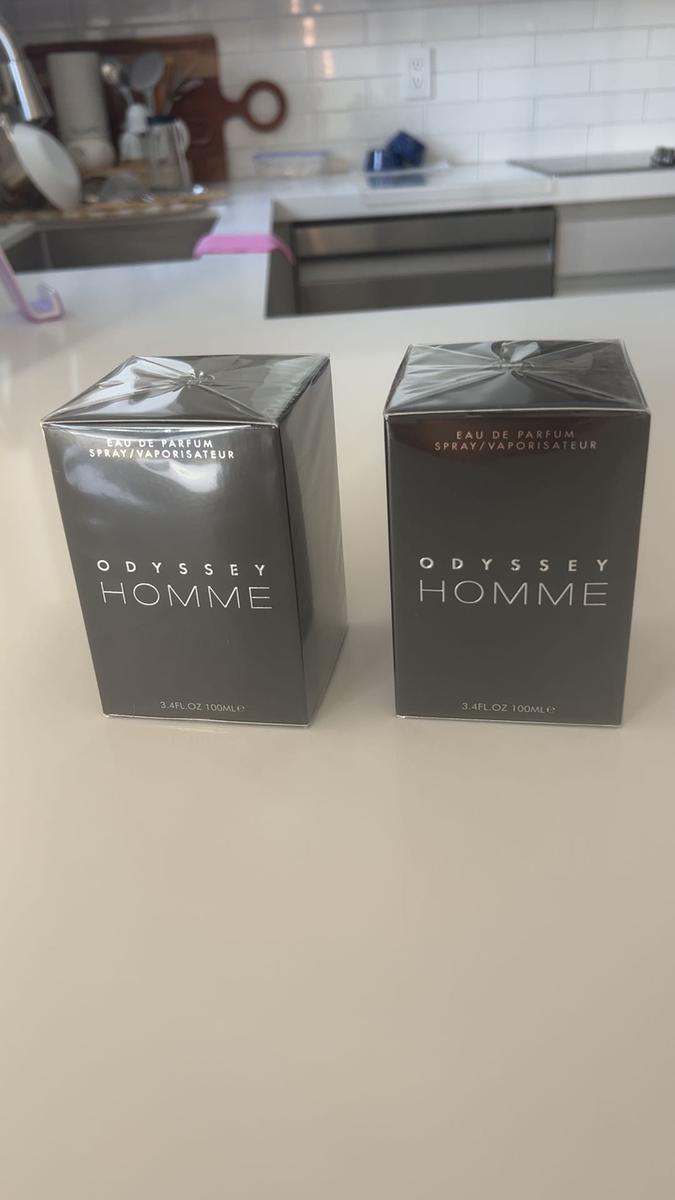 EAU DE PARFUM
SPRAY/VAPORISATEUR
ODYSSEY
HOMME
3.4FL.OZ 100ML℮
EAU DE PARFUM
SPRAY/VAPORISATEUR
ODYSSEY
HOMME
3.4FL.OZ 100ML℮